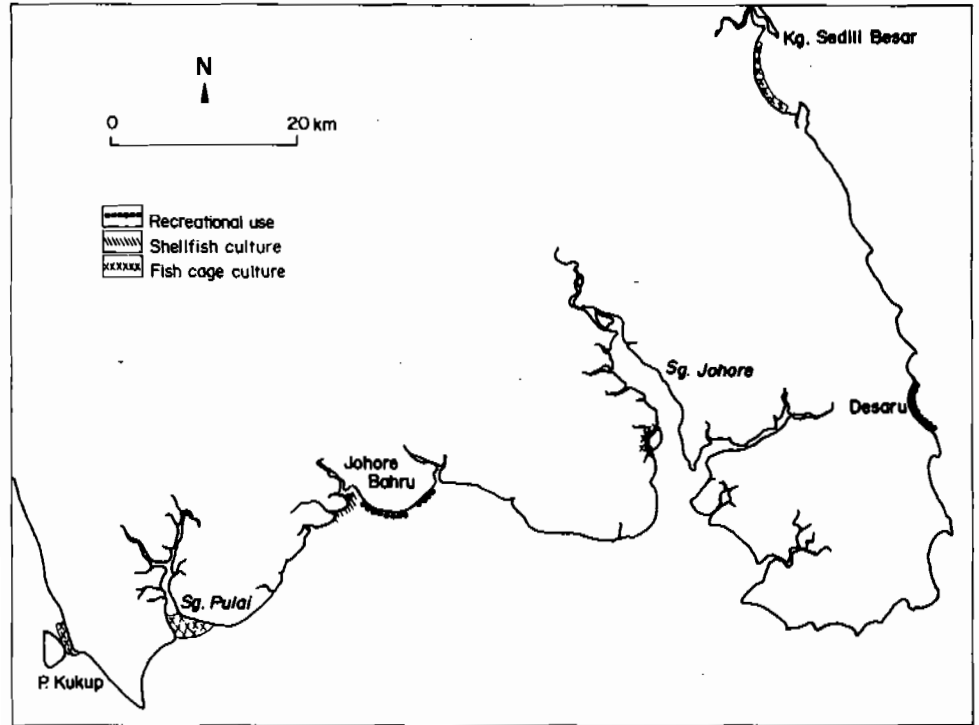 Kg. Sedili Besar
N
0 20 km
Recreational use
Shellfish culture
Fish cage culture
Sg. Johore
Desaru
Johore
Bahru
Sg. Pulai
P. Kukup